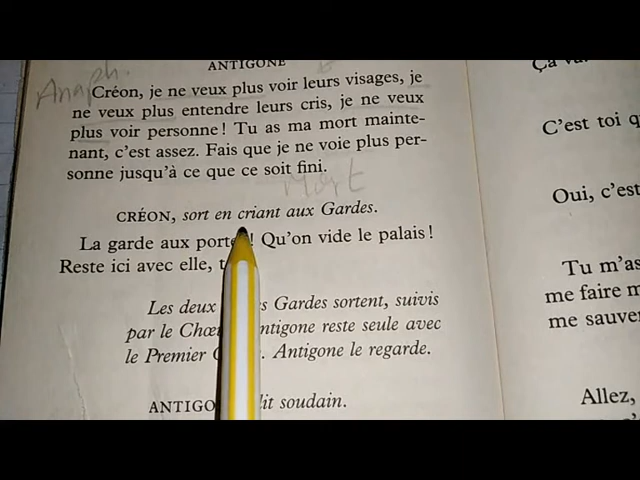 ANTIGONE
Anaph.
Créon, je ne veux plus voir leurs visages, je
ne veux plus entendre leurs cris, je ne veux
plus voir personne ! Tu as ma mort mainte-
nant, c'est assez. Fais que je ne voie plus per-
sonne jusqu'à ce que ce soit fini.
Mort
CRÉON, sort en criant aux Gardes.
La garde aux porte ! Qu'on vide le palais !
Reste ici avec elle, t
Les deux Gardes sortent, suivis
par le Chœ ntigone reste seule avec
le Premier G . Antigone le regarde.
ANTIGO dit soudain.
Ça va
C'est toi q
Oui, c'est
Tu m'as
me faire m
me sauver
Allez,